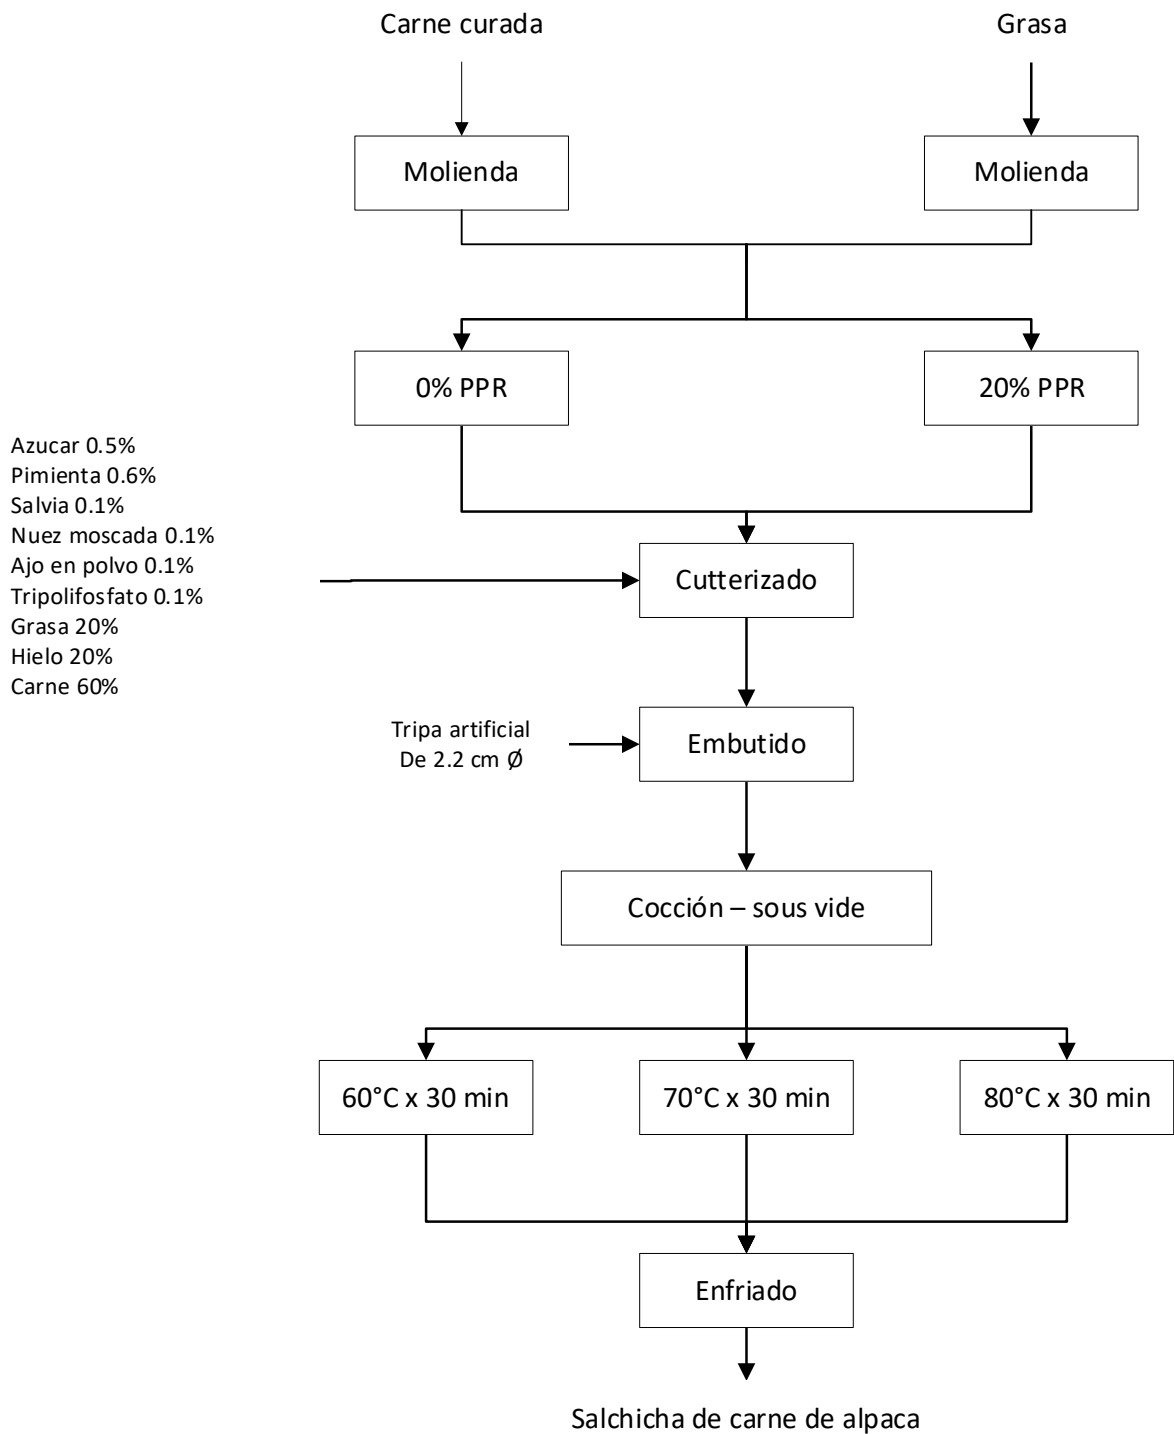 Carne curada
Grasa
Molienda
Molienda
0% PPR
20% PPR
Azucar 0.5%
Pimienta 0.6%
Salvia 0.1%
Nuez moscada 0.1%
Ajo en polvo 0.1%
Tripolifosfato 0.1%
Grasa 20%
Hielo 20%
Carne 60%
Cutterizado
Tripa artificial
De 2.2 cm Ø
Embutido
Cocción – sous vide
60°C x 30 min
70°C x 30 min
80°C x 30 min
Enfriado
Salchicha de carne de alpaca